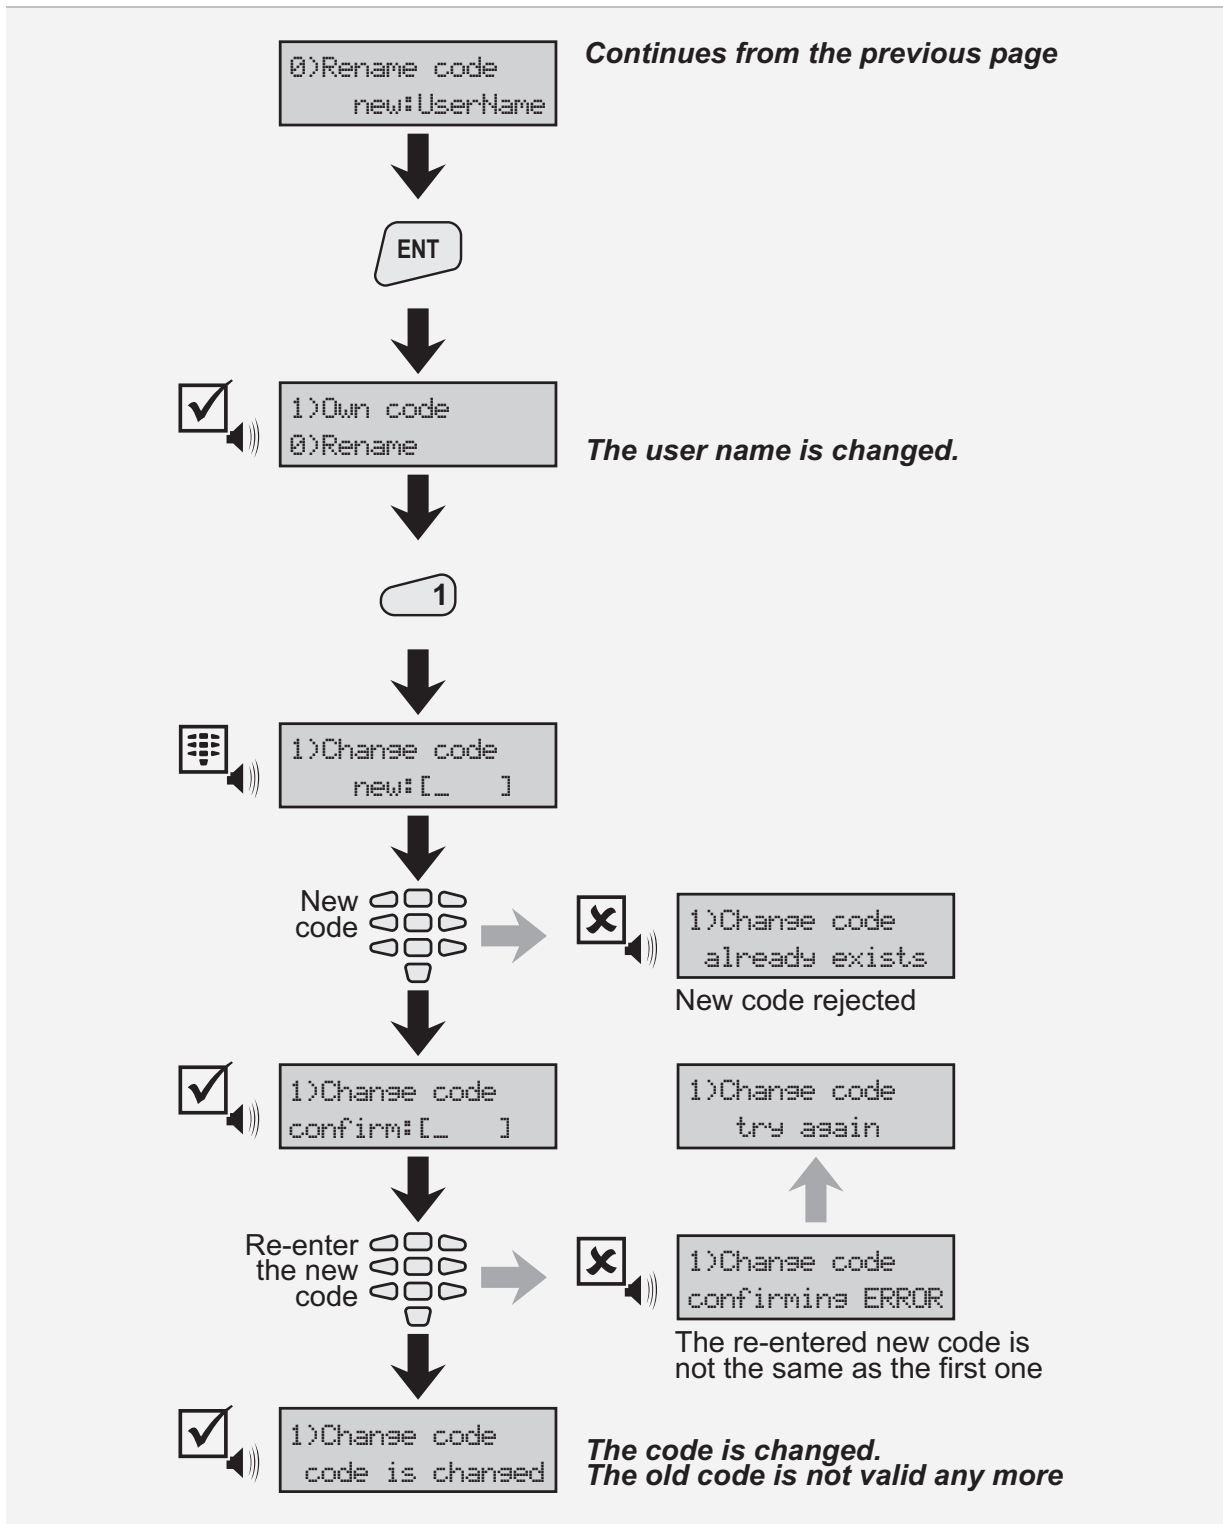 0)Rename code
new:UserName
Continues from the previous page
ENT
1)Own code
0)Rename
The user name is changed.
1
1)Change code
new:[_ ]
New
code
1)Change code
already exists
New code rejected
1)Change code
confirm:[_ ]
1)Change code
try again
Re-enter
the new
code
1)Change code
confirming ERROR
The re-entered new code is
not the same as the first one
1)Change code
code is changed
The code is changed.
The old code is not valid any more